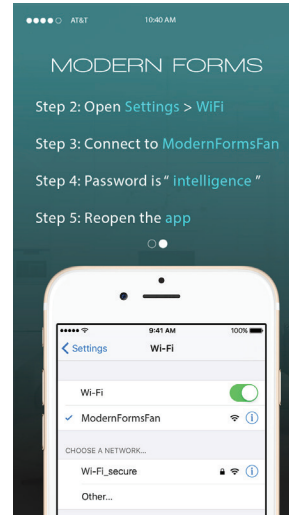 AT&T 10:40 AM
MODERN FORMS
Step 2: Open Settings > WiFi
Step 3: Connect to ModernFormsFan
Step 4: Password is “ intelligence ”
Step 5: Reopen the app
9:41 AM 100%
Settings Wi-Fi
Wi-Fi
ModernFormsFan
CHOOSE A NETWORK...
Wi-Fi_secure
Other...